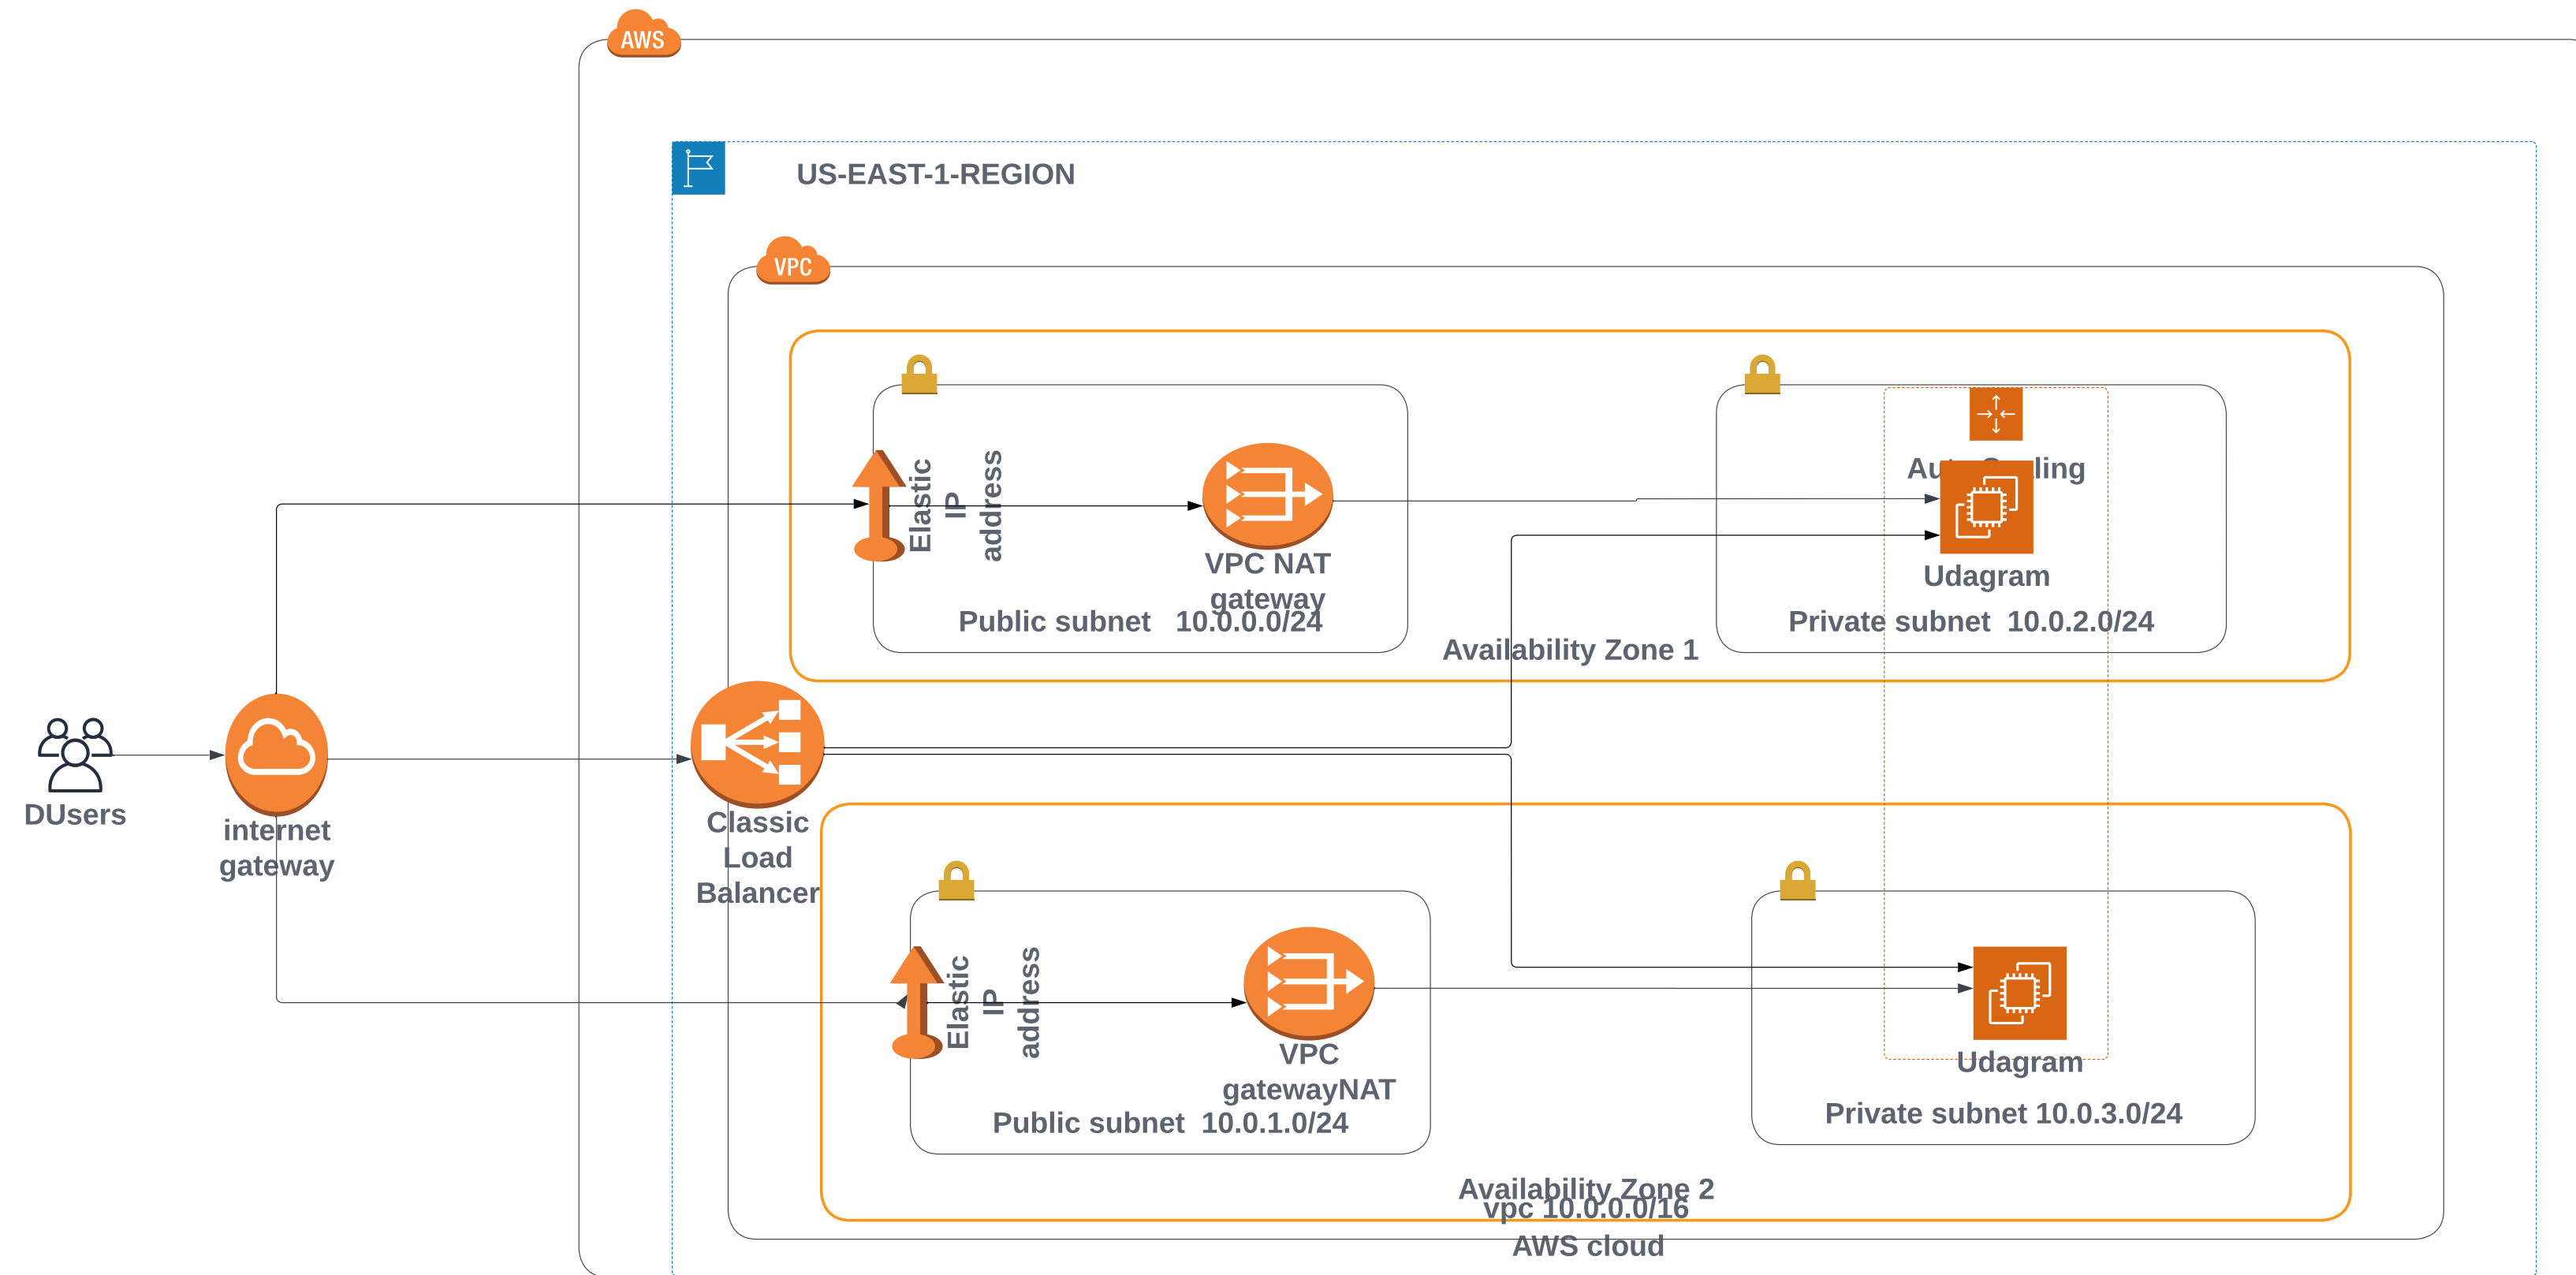 AWS
US-EAST-1-REGION
VPC
Elastic
IP
address
VPC NAT
gateway
Public subnet 10.0.0.0/24
Udagram
Private subnet 10.0.2.0/24
Availability Zone 1
DUsers
internet
gateway
Classic
Load
Balancer
Elastic
IP
address
VPC
gatewayNAT
Public subnet 10.0.1.0/24
Udagram
Private subnet 10.0.3.0/24
Availability Zone 2
vpc 10.0.0.0/16
AWS cloud